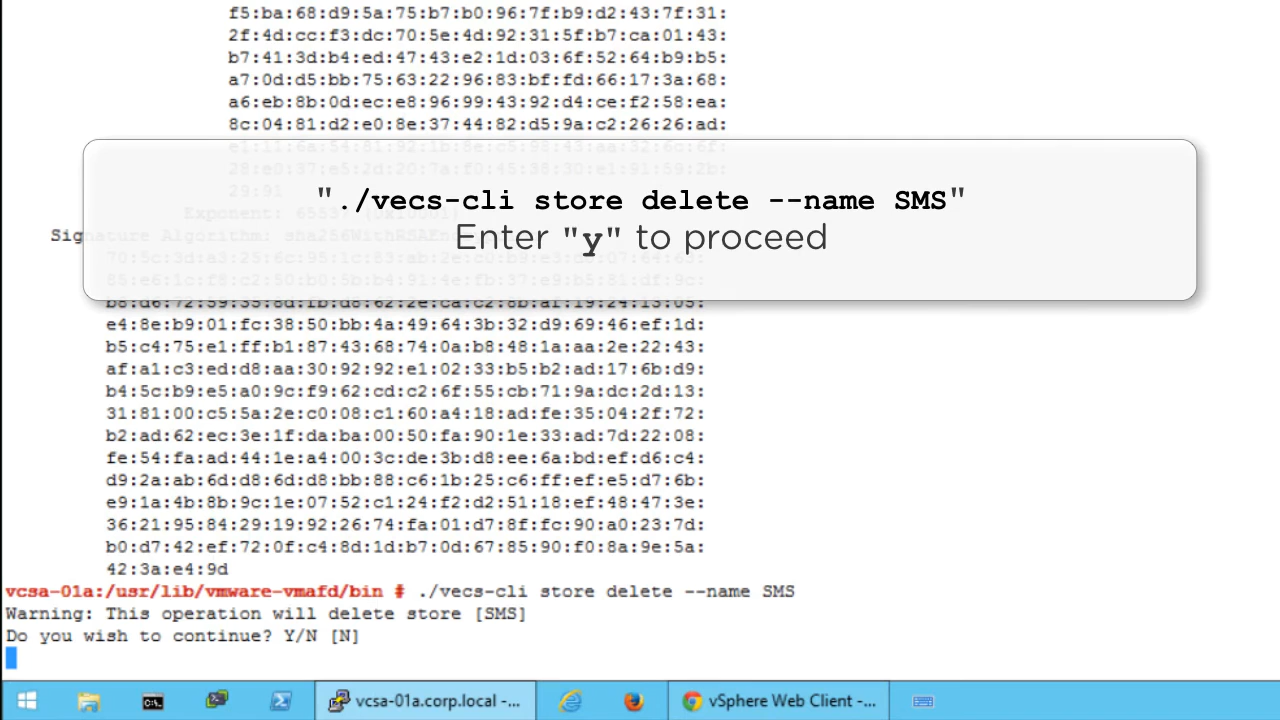 f5:ba:68:d9:5a:75:b7:b0:96:7f:b9:d2:43:7f:31:
2f:4d:cc:f3:dc:70:5e:4d:92:31:5f:b7:ca:01:43:
b7:41:3d:b4:ed:47:43:e2:1d:03:6f:52:64:b9:b5:
a7:0d:d5:bb:75:63:22:96:83:bf:fd:66:17:3a:68:
a6:eb:8b:0d:ec:e8:96:99:43:92:d4:ce:f2:58:ea:
8c:04:81:d2:e0:8e:37:44:82:d5:9a:c2:26:26:ad:
29:91
"./vecs-cli store delete --name SMS"
Exponent: 65537 (0x10001)
Signature Algorithm:
Enter "y" to proceed
e4:8e:b9:01:fc:38:50:bb:4a:49:64:3b:32:d9:69:46:ef:1d:
b5:c4:75:e1:ff:b1:87:43:68:74:0a:b8:48:1a:aa:2e:22:43:
af:a1:c3:ed:d8:aa:30:92:92:e1:02:33:b5:b2:ad:17:6b:d9:
b4:5c:b9:e5:a0:9c:f9:62:cd:c2:6f:55:cb:71:9a:dc:2d:13:
31:81:00:c5:5a:2e:c0:08:c1:60:a4:18:ad:fe:35:04:2f:72:
b2:ad:62:ec:3e:1f:da:ba:00:50:fa:90:1e:33:ad:7d:22:08:
fe:54:fa:ad:44:1e:a4:00:3c:de:3b:d8:ee:6a:bd:ef:d6:c4:
d9:2a:ab:6d:d8:6d:d8:bb:88:c6:1b:25:c6:ff:ef:e5:d7:6b:
e9:1a:4b:8b:9c:1e:07:52:c1:24:f2:d2:51:18:ef:48:47:3e:
36:21:95:84:29:19:92:26:74:fa:01:d7:8f:fc:90:a0:23:7d:
b0:d7:42:ef:72:0f:c4:8d:1d:b7:0d:67:85:90:f0:8a:9e:5a:
42:3a:e4:9d
vcsa-01a:/usr/lib/vmware-vmafd/bin # ./vecs-cli store delete --name SMS
Warning: This operation will delete store [SMS]
Do you wish to continue? Y/N [N]
vcsa-01a.corp.local -...
vSphere Web Client -...